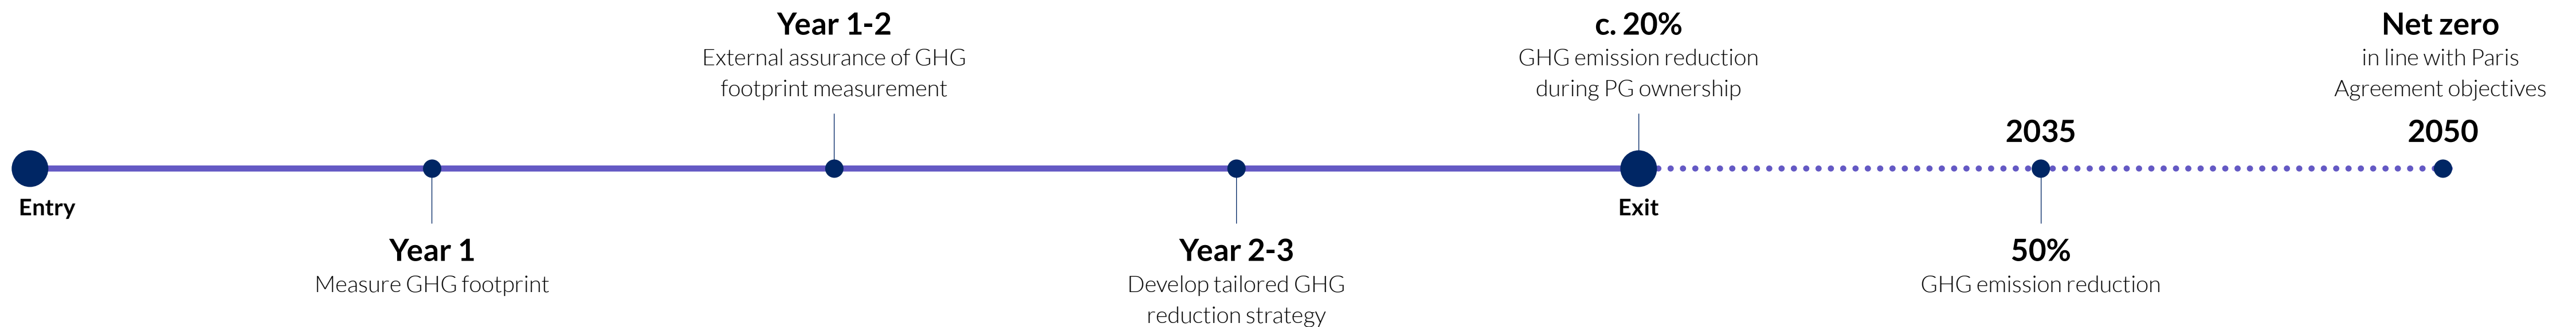 Entry
Year 1
Measure GHG footprint
Year 1-2
External assurance of GHG
footprint measurement
Year 2-3
Develop tailored GHG
reduction strategy
c. 20%
GHG emission reduction
during PG ownership
Exit
2035
50%
GHG emission reduction
Net zero
in line with Paris
Agreement objectives
2050